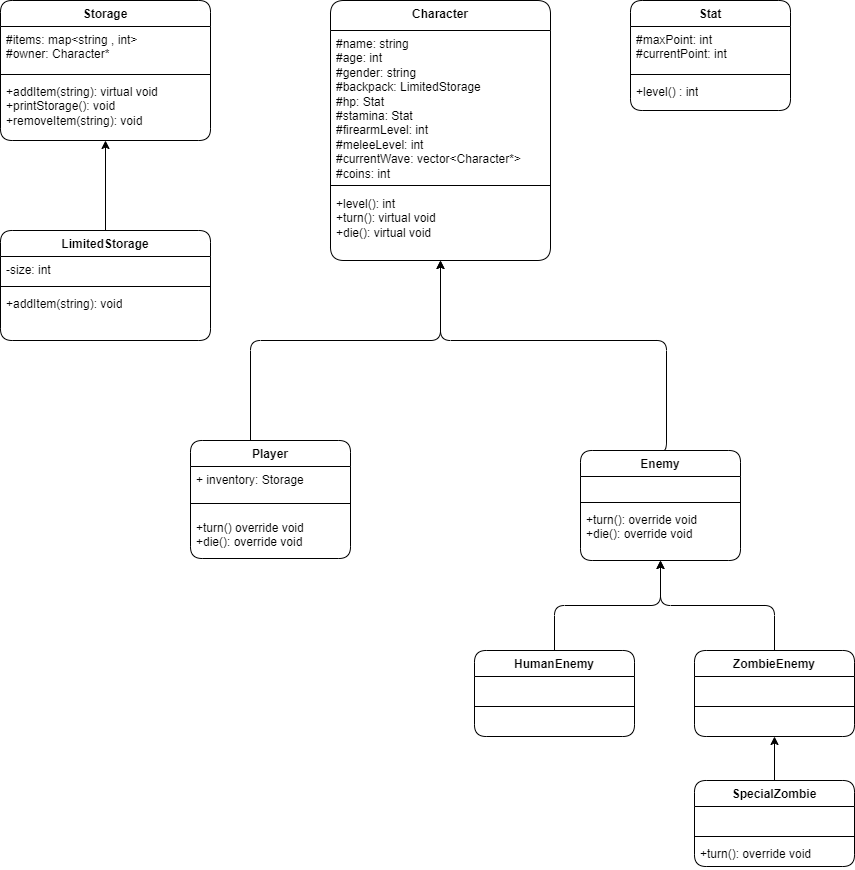 Storage
#items: map<string , int>
#owner: Character*
+addItem(string): virtual void
+printStorage(): void
+removeItem(string): void
LimitedStorage
-size: int
+addItem(string): void
Character
#name: string
#age: int
#gender: string
#backpack: LimitedStorage
#hp: Stat
#stamina: Stat
#firearmLevel: int
#meleeLevel: int
#currentWave: vector<Character*>
#coins: int
+level(): int
+turn(): virtual void
+die(): virtual void
Stat
#maxPoint: int
#currentPoint: int
+level() : int
Player
+ inventory: Storage
+turn() override void
+die(): override void
Enemy
+turn(): override void
+die(): override void
HumanEnemy
ZombieEnemy
SpecialZombie
+turn(): override void